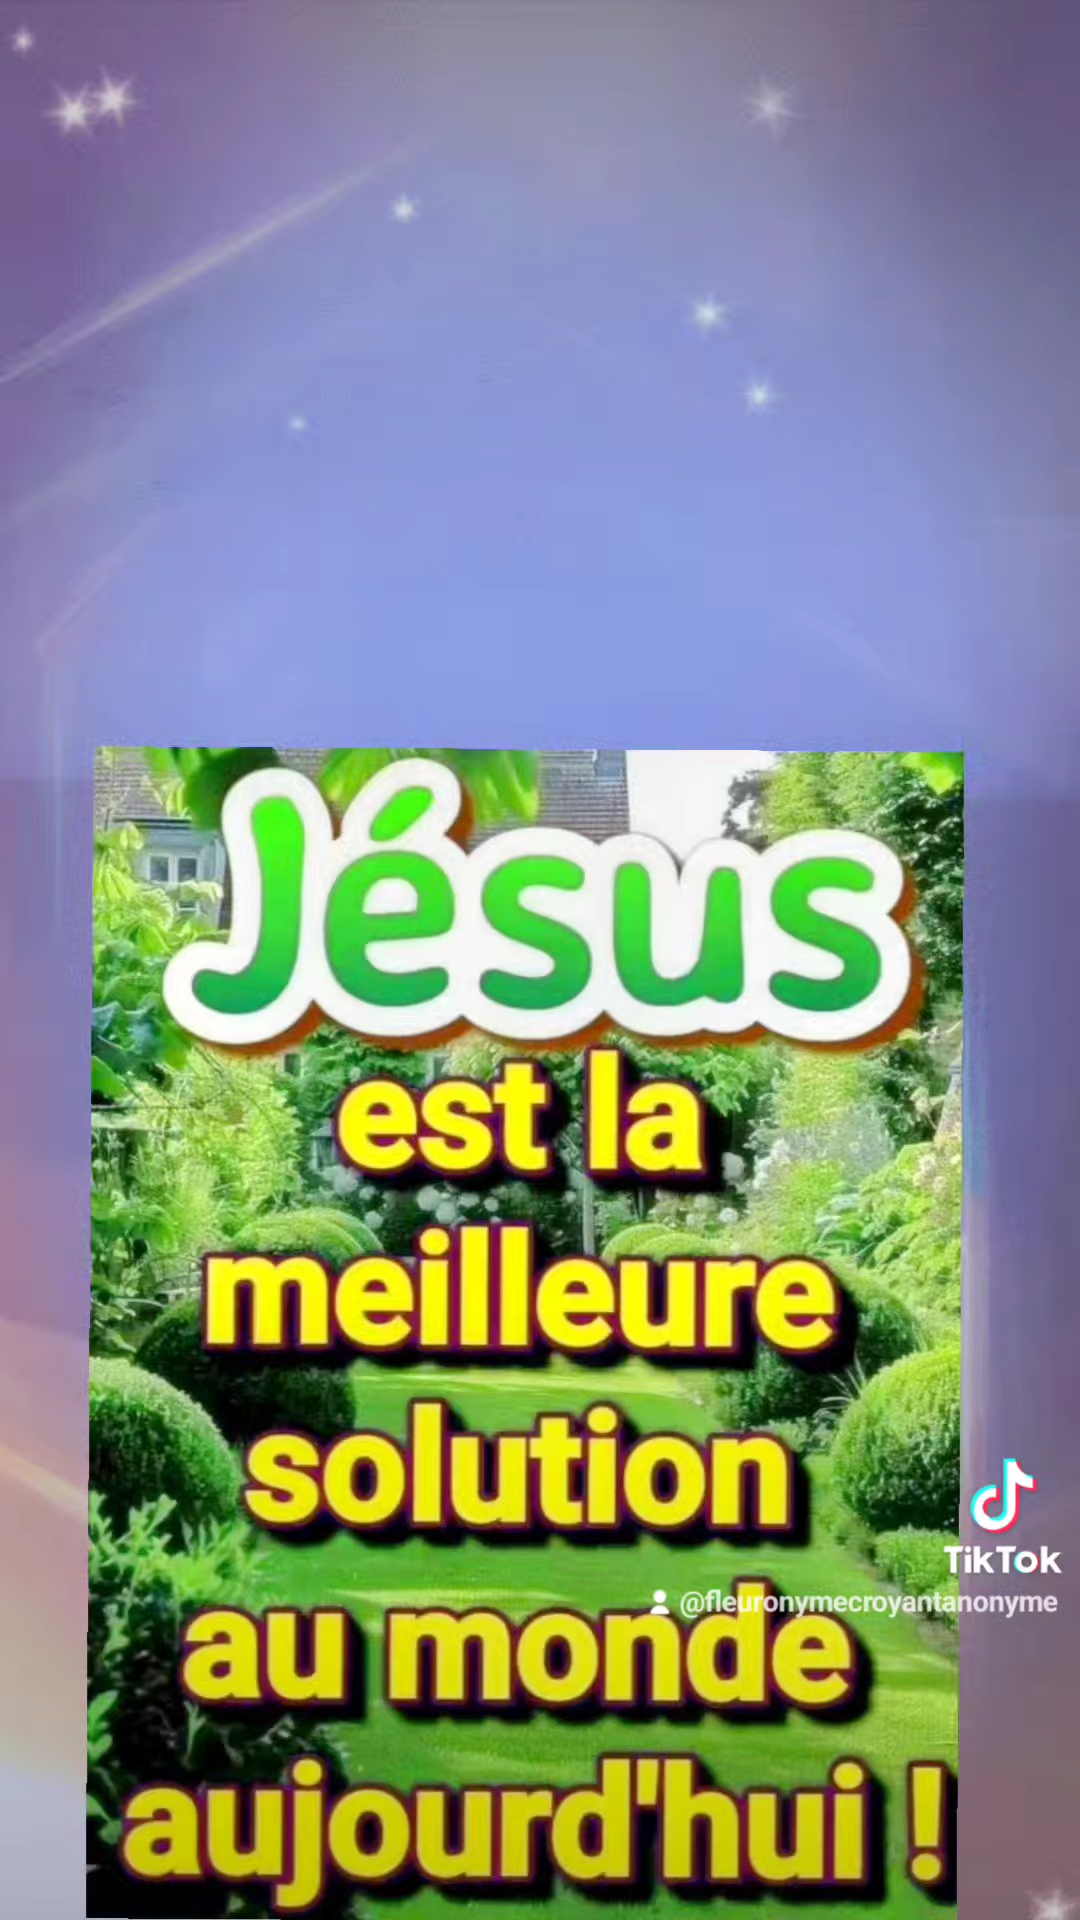 Jésus
est la
meilleure
solution
au monde
aujourd'hui !
TikTok
@fleuronymecroyantanonyme